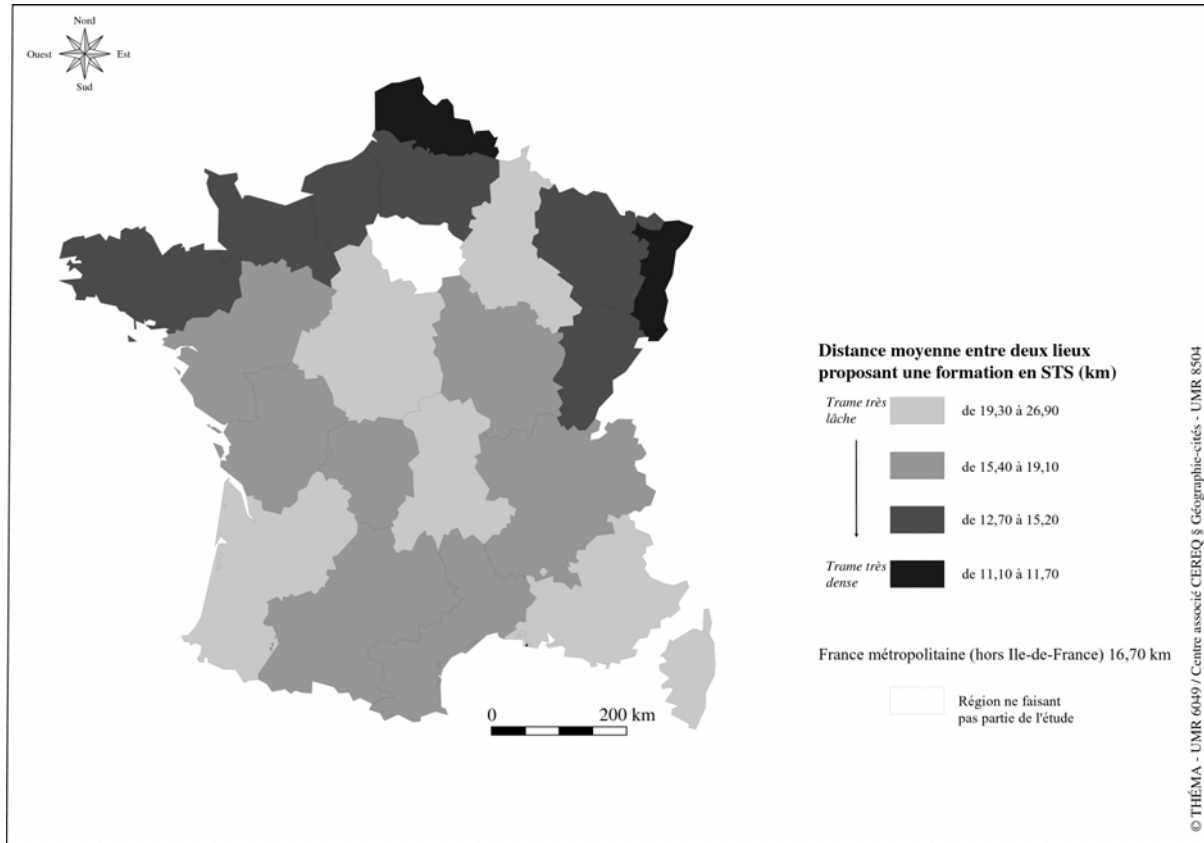 Nord
Ouest
Est
Sud
Distance moyenne entre deux lieux
proposant une formation en STS (km)
Trame très
lâche
de 19,30 à 26,90
de 15,40 à 19,10
de 12,70 à 15,20
Trame très
dense
de 11,10 à 11,70
France métropolitaine (hors Ile-de-France) 16,70 km
Région ne faisant
pas partie de l'étude
0
200 km
© THÉMA - UMR 6049 / Centre associé CEREQ § Géographie-cités - UMR 8504